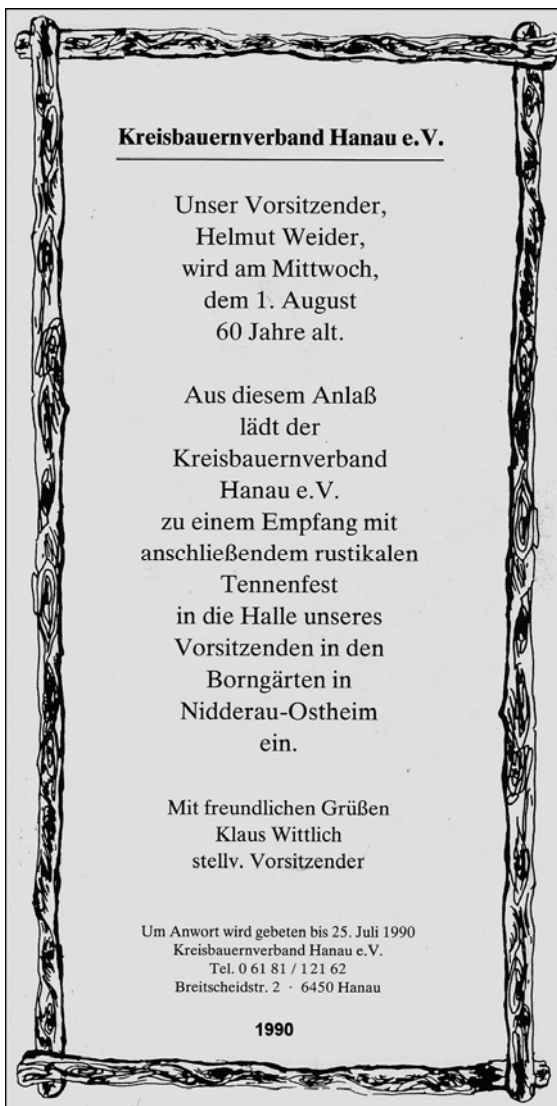 Kreisbauernverband Hanau e.V.
Unser Vorsitzender,
Helmut Weider,
wird am Mittwoch,
dem 1. August
60 Jahre alt.
Aus diesem Anlaß
lädt der
Kreisbauernverband
Hanau e.V.
zu einem Empfang mit
anschließendem rustikalen
Tennenfest
in die Halle unseres
Vorsitzenden in den
Borngärten in
Nidderau-Ostheim
ein.
Mit freundlichen Grüßen
Klaus Wittlich
stellv. Vorsitzender
Um Anwort wird gebeten bis 25. Juli 1990
Kreisbauernverband Hanau e.V.
Tel. 0 61 81 / 1 21 62
Breitscheidstr. 2 · 6450 Hanau
1990